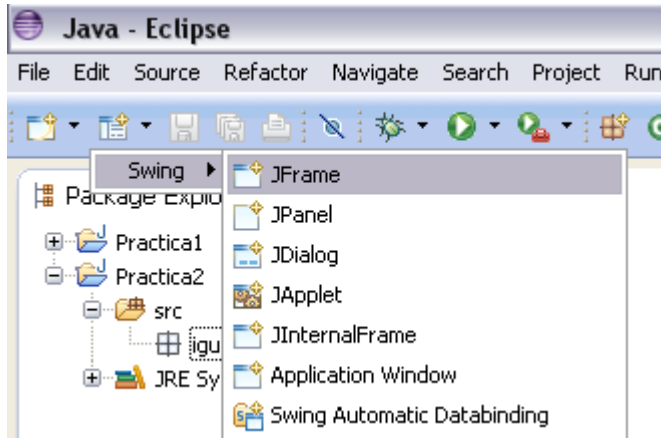 Java - Eclipse
File Edit Source Refactor Navigate Search Project Run
Swing JFrame
Package Explo
JPanel
Practica1
JDialog
Practica2
JApplet
src
JInternalFrame
igu
JRE Sy
Application Window
Swing Automatic Databinding